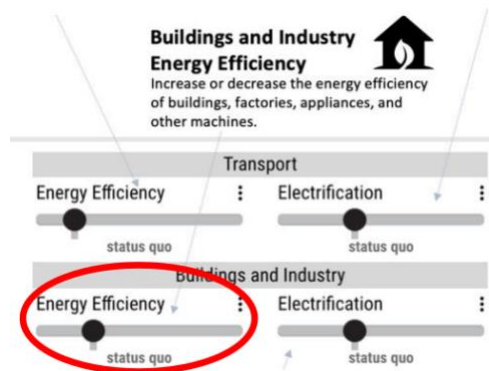 Buildings and Industry
Energy Efficiency
Increase or decrease the energy efficiency
of buildings, factories, appliances, and
other machines.
Transport
Energy Efficiency
Electrification
status quo
status quo
Buildings and Industry
Energy Efficiency
Electrification
status quo
status quo